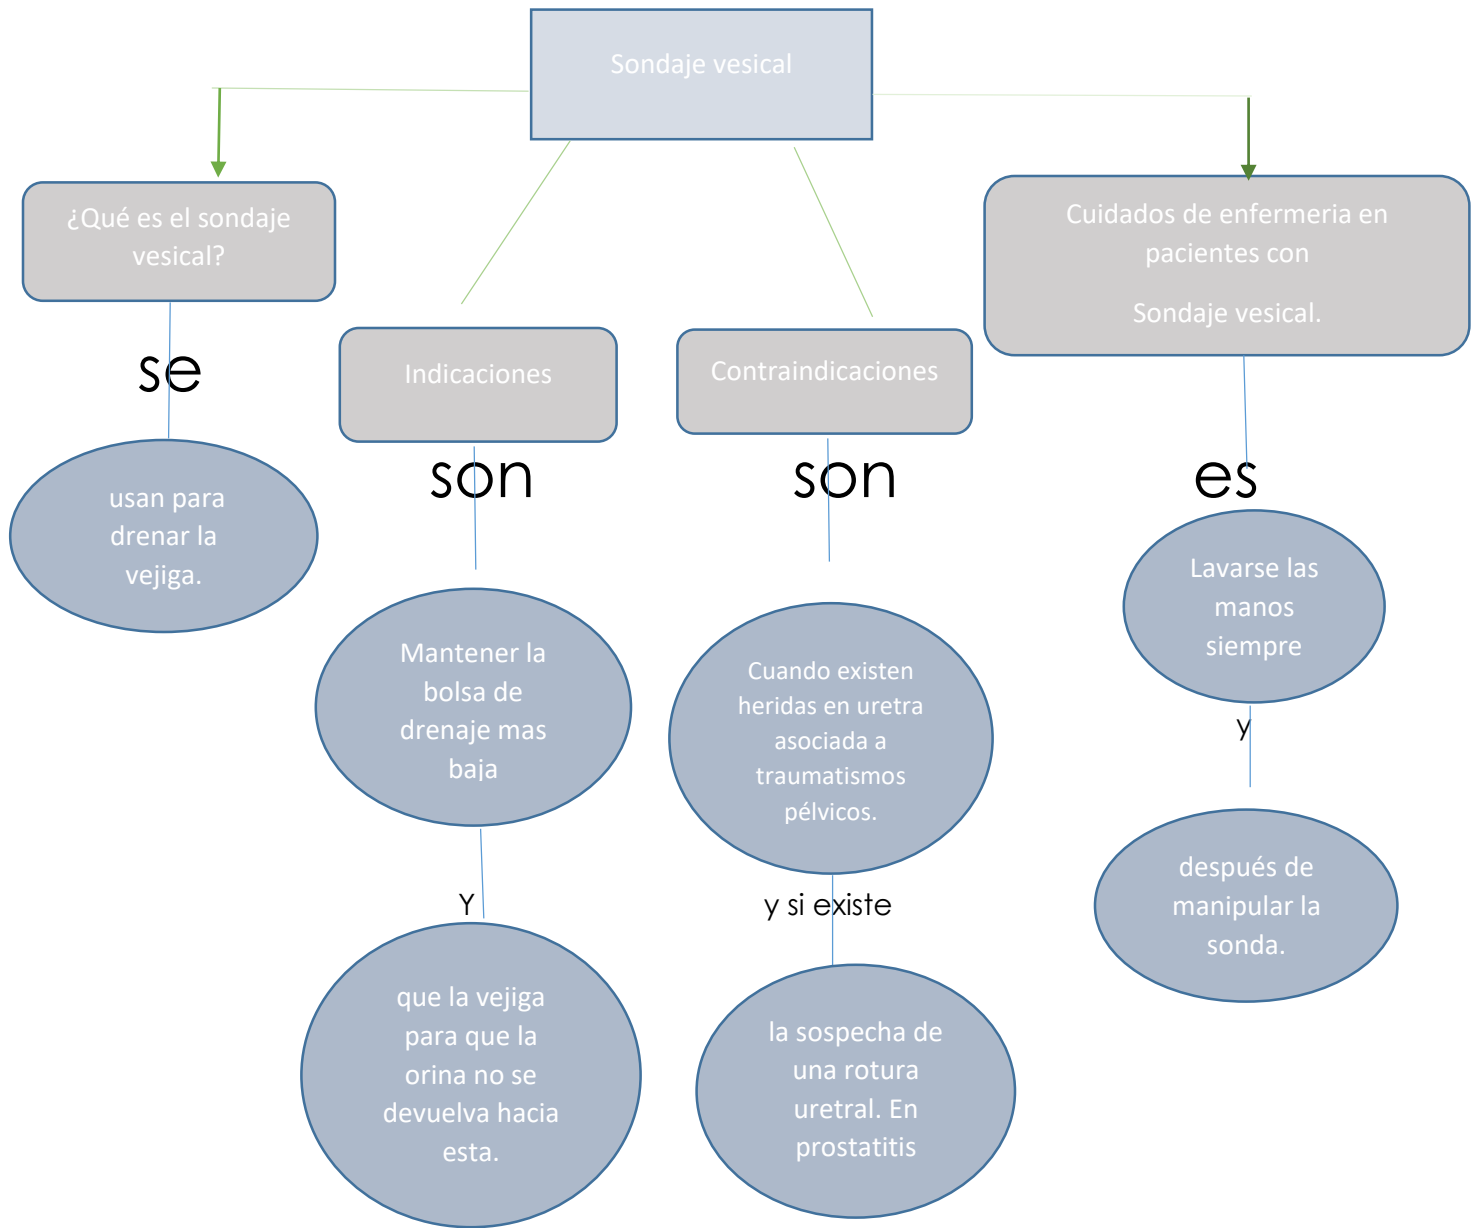 Sondaje vesical
¿Qué es el sondaje
vesical?
se
usan para
drenar la
vejiga.
Indicaciones
son
Mantener la
bolsa de
drenaje mas
baja
Y
que la vejiga
para que la
orina no se
devuelva hacia
esta.
Contraindicaciones
son
Cuando existen
heridas en uretra
asociada a
traumatismos
pélvicos.
y si existe
la sospecha de
una rotura
uretral. En
prostatitis
Cuidados de enfermeria en
pacientes con
Sondaje vesical.
es
Lavarse las
manos
siempre
y
después de
manipular la
sonda.